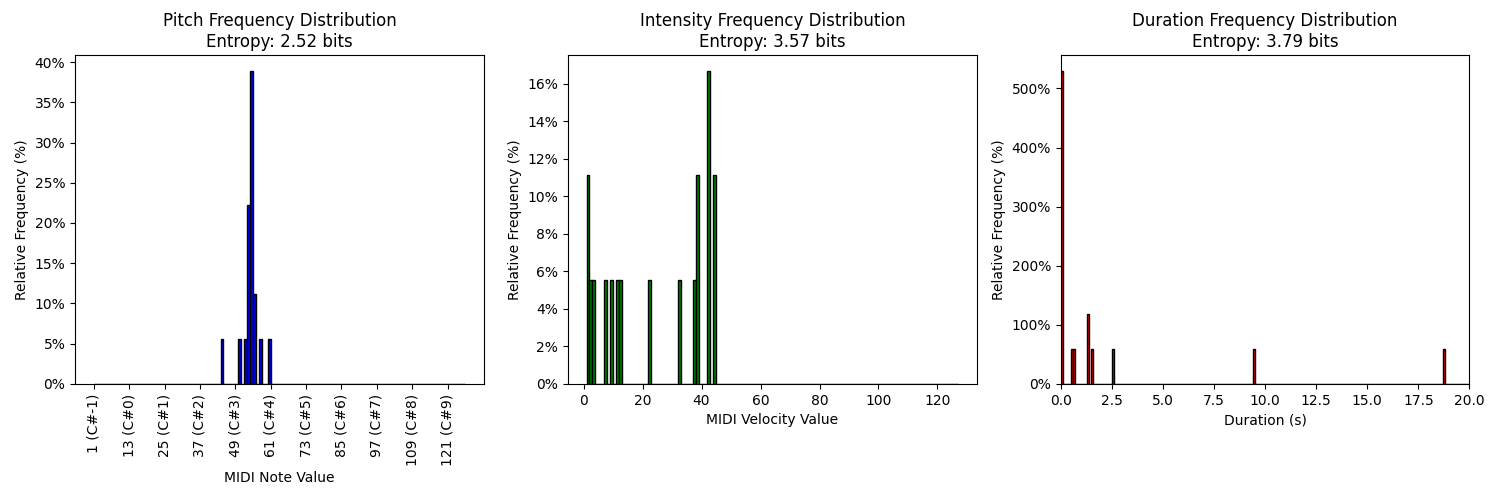 Pitch Frequency Distribution
Entropy: 2.52 bits
40%
35%
30%
25%
20%
15%
10%
5%
0%
Relative Frequency (%)
1 (C#-1)
13 (C#0)
25 (C#1)
37 (C#2)
49 (C#3)
61 (C#4)
73 (C#5)
85 (C#6)
97 (C#7)
109 (C#8)
121 (C#9)
MIDI Note Value
Intensity Frequency Distribution
Entropy: 3.57 bits
16%
14%
12%
10%
8%
6%
4%
2%
0%
Relative Frequency (%)
0 20 40 60 80 100 120
MIDI Velocity Value
Duration Frequency Distribution
Entropy: 3.79 bits
500%
400%
300%
200%
100%
0%
Relative Frequency (%)
0.0 2.5 5.0 7.5 10.0 12.5 15.0 17.5 20.0
Duration (s)